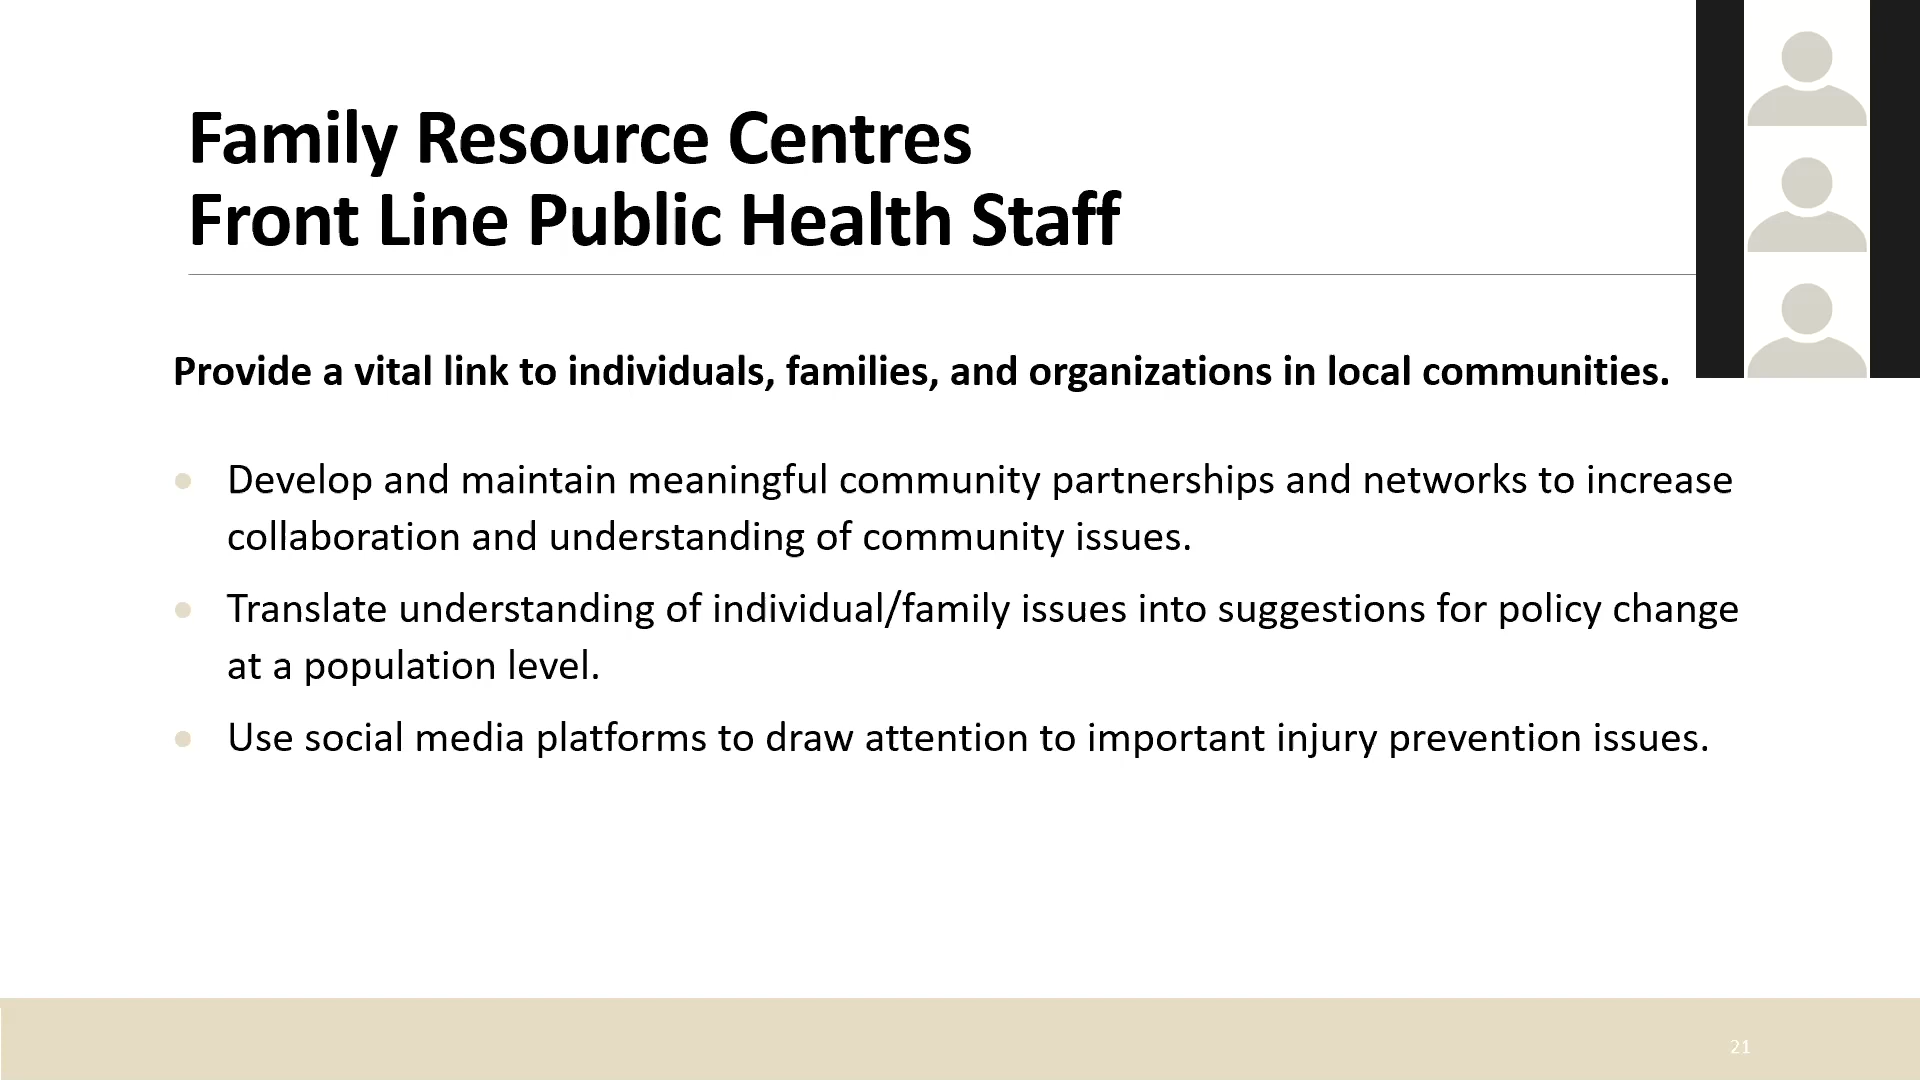 Family Resource Centres
Front Line Public Health Staff
Provide a vital link to individuals, families, and organizations in local communities.
Develop and maintain meaningful community partnerships and networks to increase
collaboration and understanding of community issues.
Translate understanding of individual/family issues into suggestions for policy change
at a population level.
Use social media platforms to draw attention to important injury prevention issues.
21